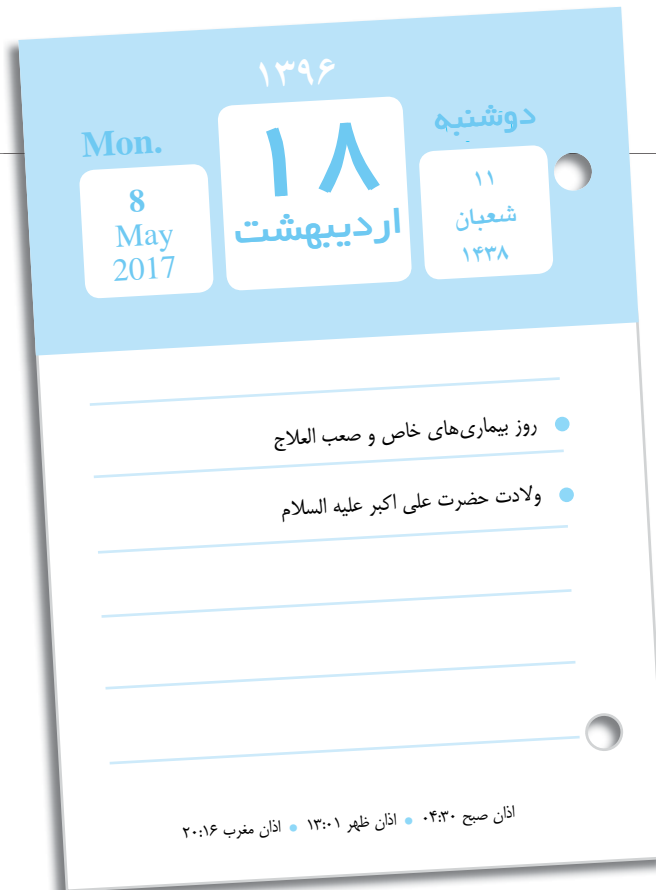 ۱۳۹۶
دوشنبه
۱۱
شعبان
۱۴۳۸
۱۸
اردیبهشت
Mon.
8
May
2017
روز بیماری‌های خاص و صعب العلاج
ولادت حضرت علی اکبر علیه السلام
اذان صبح ۰۴:۳۰ • اذان ظهر ۱۳:۰۱ • اذان مغرب ۲۰:۱۶